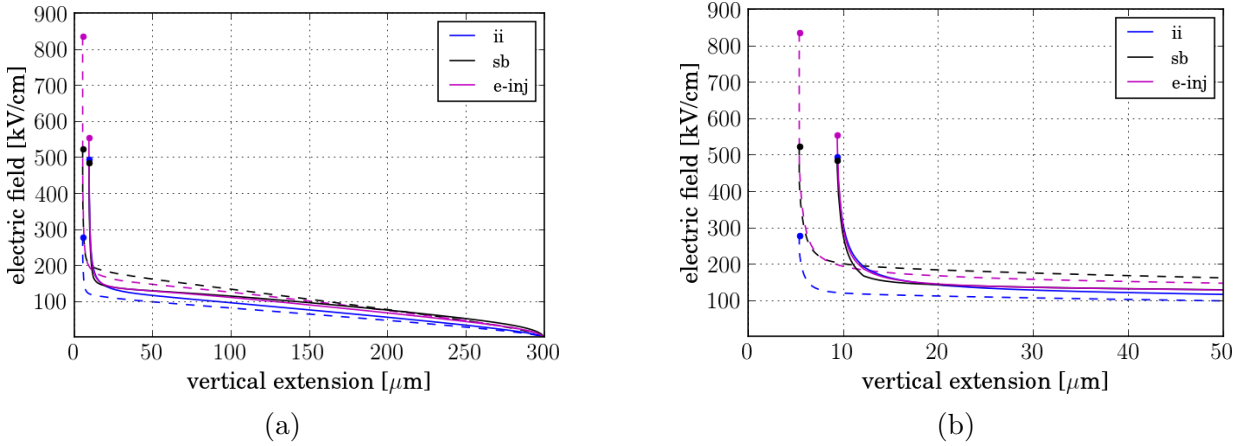 900
800
700
600
500
400
300
200
100
electric field [kV/cm]
ii
sb
e-inj
0 50 100 150 200 250 300
vertical extension [μm]
(a)
900
800
700
600
500
400
300
200
100
electric field [kV/cm]
ii
sb
e-inj
0 10 20 30 40 50
vertical extension [μm]
(b)